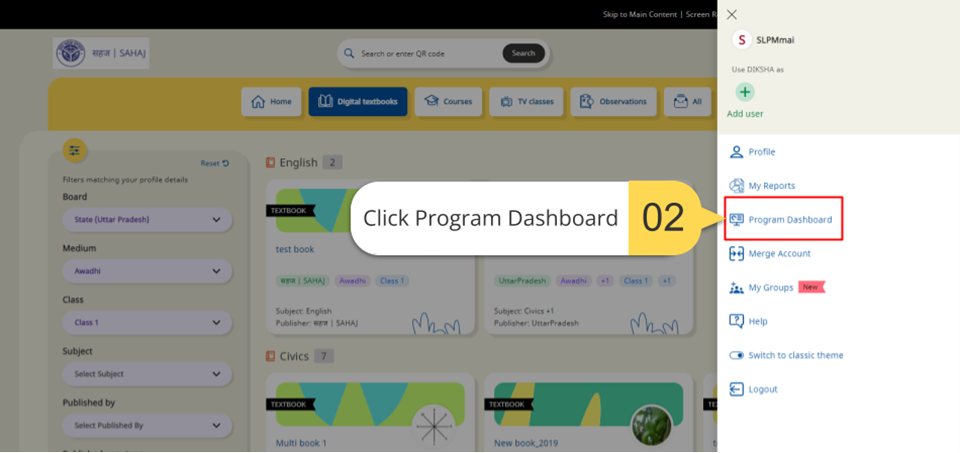 Skip to Main Content | Screen R
सहज | SAHAJ
Search or enter QR code
Search
Home
Digital textbooks
Courses
TV classes
Observations
All
Reset
Filters matching your profile details
Board
State (Uttar Pradesh)
Medium
Awadhi
Class
Class 1
Subject
Select Subject
Published by
Select Published By
English 2
TEXTBOOK
test book
सहज | SAHAJ Awadhi Class 1
Subject: English
Publisher: सहज | SAHAJ
UttarPradesh Awadhi +1 Class 1 +1
Subject: Civics +1
Publisher: UttarPradesh
Click Program Dashboard 02
Civics 7
TEXTBOOK
Multi book 1
TEXTBOOK
New book_2019
TEXTBOOK
S SLPMmai
Use DIKSHA as
Add user
Profile
My Reports
Program Dashboard
Merge Account
My Groups New
Help
Switch to classic theme
Logout